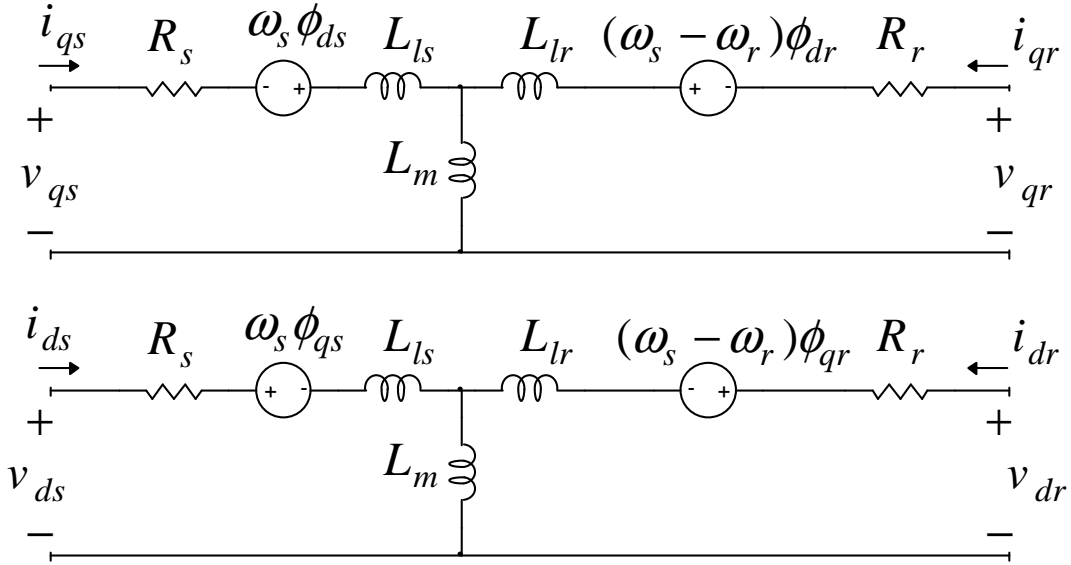 i_qs R_s ω_s ϕ_ds L_ls L_lr (ω_s − ω_r)ϕ_dr R_r i_qr
- + + -
+ +
v_qs L_m v_qr
− −
i_ds R_s ω_s ϕ_qs L_ls L_lr (ω_s − ω_r)ϕ_qr R_r i_dr
+ - - +
+ +
v_ds L_m v_dr
− −